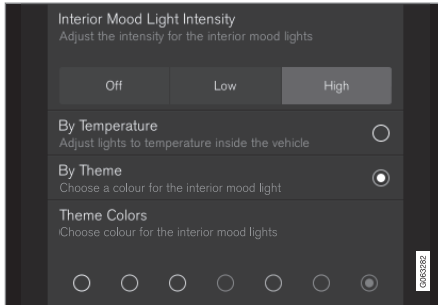 Interior Mood Light Intensity
Adjust the intensity for the interior mood lights
Off Low High
By Temperature
Adjust lights to temperature inside the vehicle
By Theme
Choose a colour for the interior mood light
Theme Colors
Choose colour for the interior mood lights
G063282